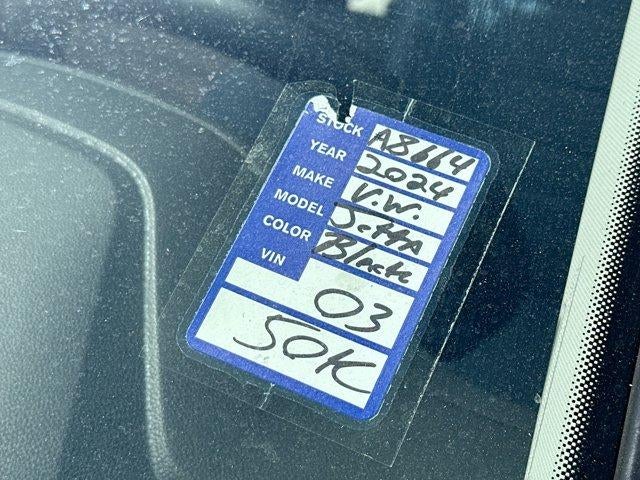 STOCK A8664
YEAR 2024
MAKE V.W.
MODEL Jetta
COLOR Black
VIN
03
50K